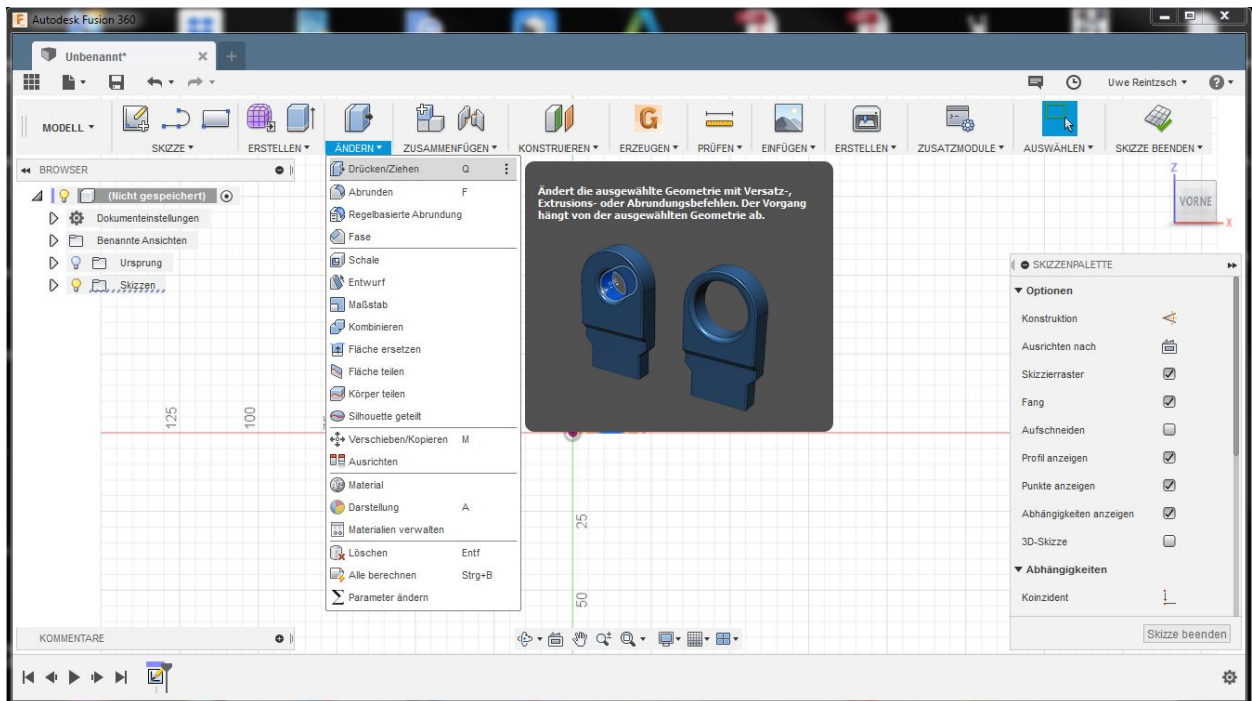 F Autodesk Fusion 360
Unbenannt*
Uwe Reintzsch
MODELL
SKIZZE
ERSTELLEN
ÄNDERN
ZUSAMMENFÜGEN
KONSTRUIEREN
ERZEUGEN
G
PRÜFEN
EINFÜGEN
ERSTELLEN
ZUSATZMODULE
AUSWÄHLEN
SKIZZE BEENDEN
BROWSER
(Nicht gespeichert)
Dokumenteinstellungen
Benannte Ansichten
Ursprung
Skizzen
125
100
Drücken/Ziehen Q
Abrunden F
Regelbasierte Abrundung
Fase
Schale
Entwurf
Maßstab
Kombinieren
Fläche ersetzen
Fläche teilen
Körper teilen
Silhouette geteilt
Verschieben/Kopieren M
Ausrichten
Material
Darstellung A
Materialien verwalten
Löschen Entf
Alle berechnen Strg+B
Parameter ändern
Ändert die ausgewählte Geometrie mit Versatz-,
Extrusions- oder Abrundungsbefehlen. Der Vorgang
hängt von der ausgewählten Geometrie ab.
25
50
Z
VORNE
X
SKIZZENPALETTE
Optionen
Konstruktion
Ausrichten nach
Skizzierraster
Fang
Aufschneiden
Profil anzeigen
Punkte anzeigen
Abhängigkeiten anzeigen
3D-Skizze
Abhängigkeiten
Koinzident
Skizze beenden
KOMMENTARE